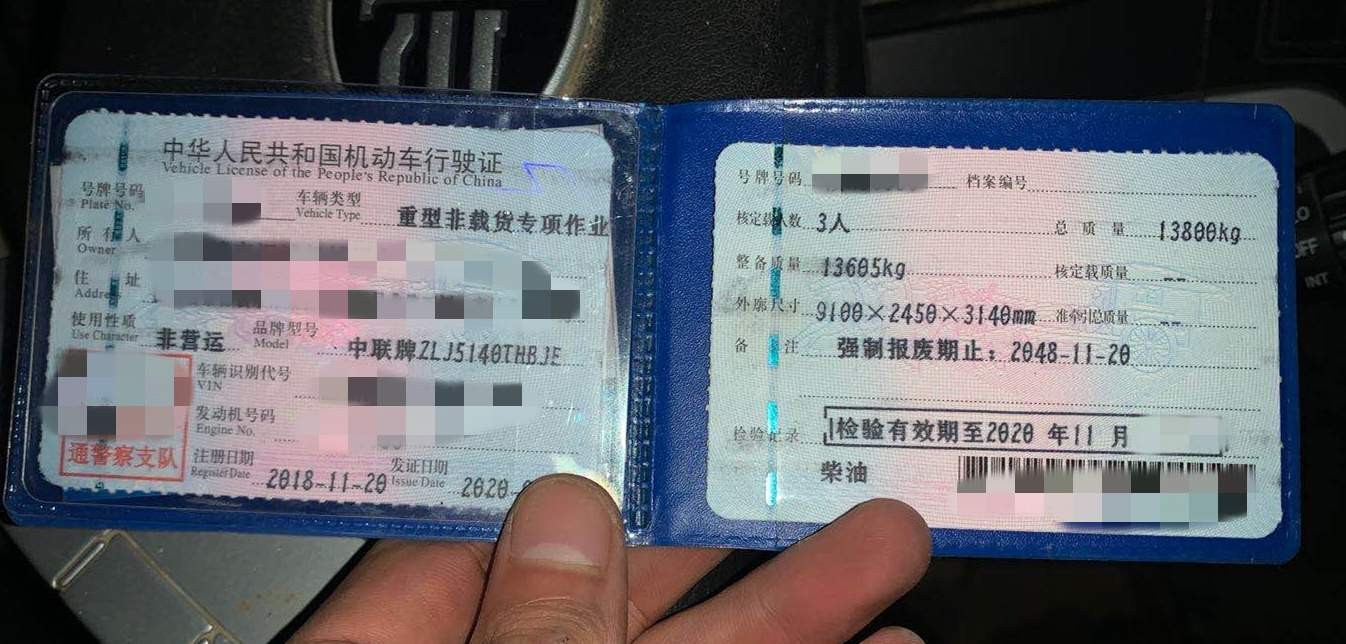 中华人民共和国机动车行驶证
Vehicle License of the People's Republic of China
号牌号码
Plate No.
车辆类型
Vehicle Type
重型非载货专项作业
所有人
Owner
住址
Address
使用性质
Use Character
非营运
品牌型号
Model
中联牌ZLJ5140THBJE
车辆识别代号
VIN
发动机号码
Engine No.
通警察支队
注册日期
Register Date
2018-11-20
发证日期
Issue Date
2020-
号牌号码
档案编号
核定载人数 3人
总质量 13800kg
整备质量 13605kg
核定载质量 --
外廓尺寸 9100×2450×3140mm
准牵引总质量 --
备注 强制报废期止：2048-11-20
检验记录
检验有效期至2020 年11 月
柴油
OFF
INT